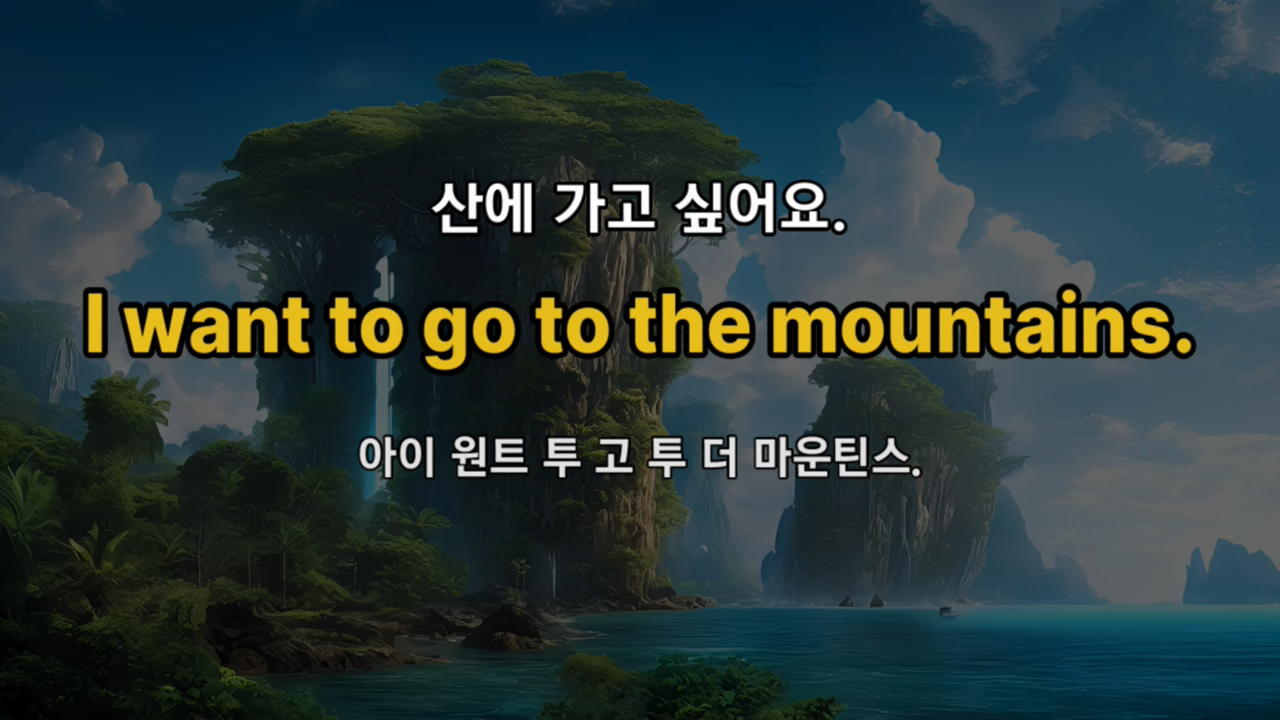 산에 가고 싶어요.
I want to go to the mountains.
아이 원트 투 고 투 더 마운틴스.